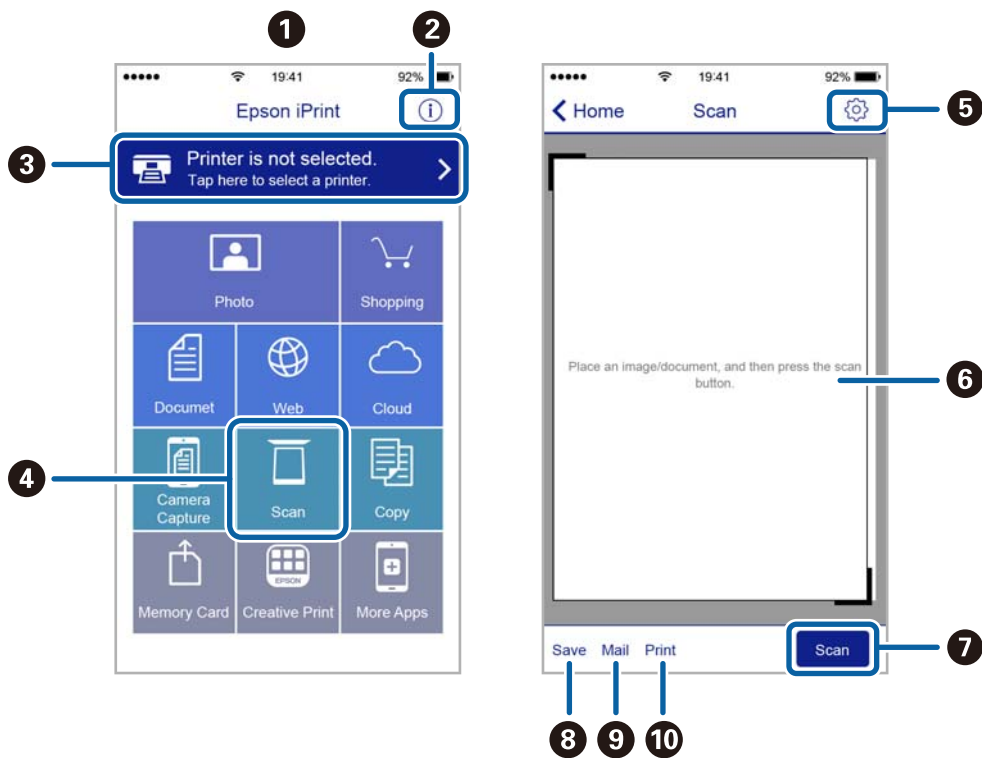 1 2
19:41 92%
Epson iPrint
3
Printer is not selected.
Tap here to select a printer.
Photo Shopping
Documet Web Cloud
4
Camera
Capture
Scan Copy
EPSON
Memory Card Creative Print More Apps
19:41 92%
Home Scan
5
Place an image/document, and then press the scan
button.
6
Save Mail Print Scan
7
8 9 10